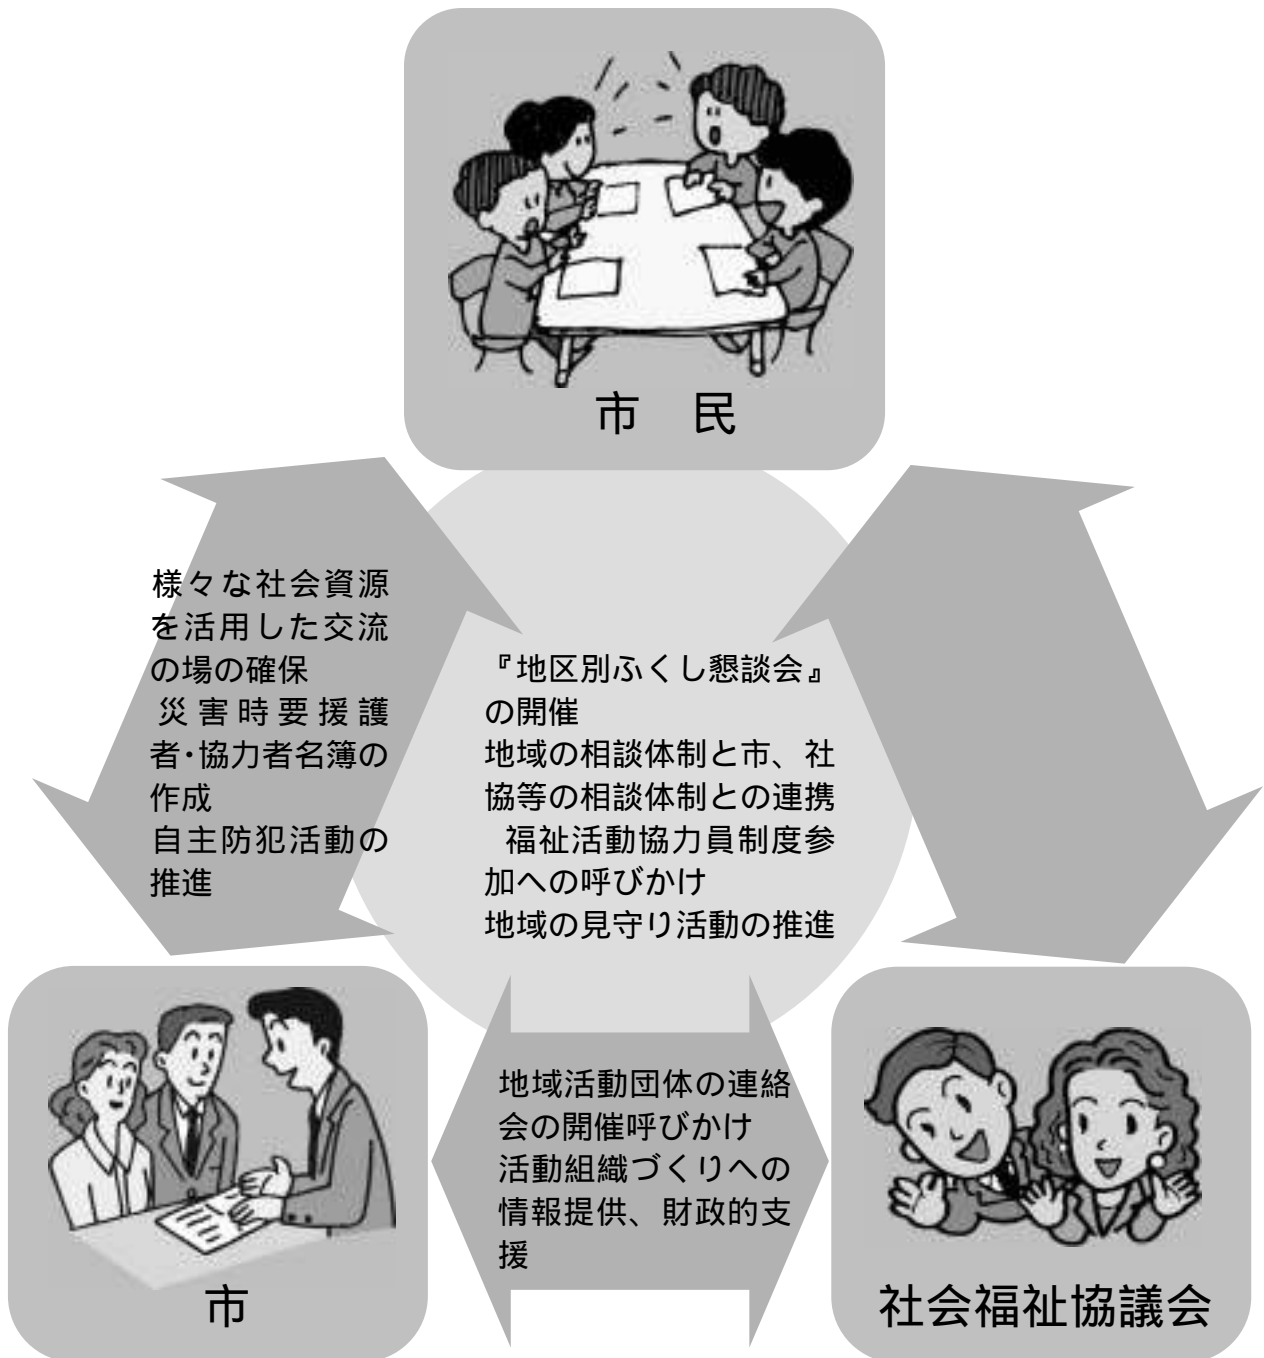 市　民
様々な社会資源
を活用した交流
の場の確保
災害時要援護
者・協力者名簿の
作成
自主防犯活動の
推進
『地区別ふくし懇談会』
の開催
地域の相談体制と市、社
協等の相談体制との連携
福祉活動協力員制度参
加への呼びかけ
地域の見守り活動の推進
地域活動団体の連絡
会の開催呼びかけ
活動組織づくりへの
情報提供、財政的支
援
市
社会福祉協議会